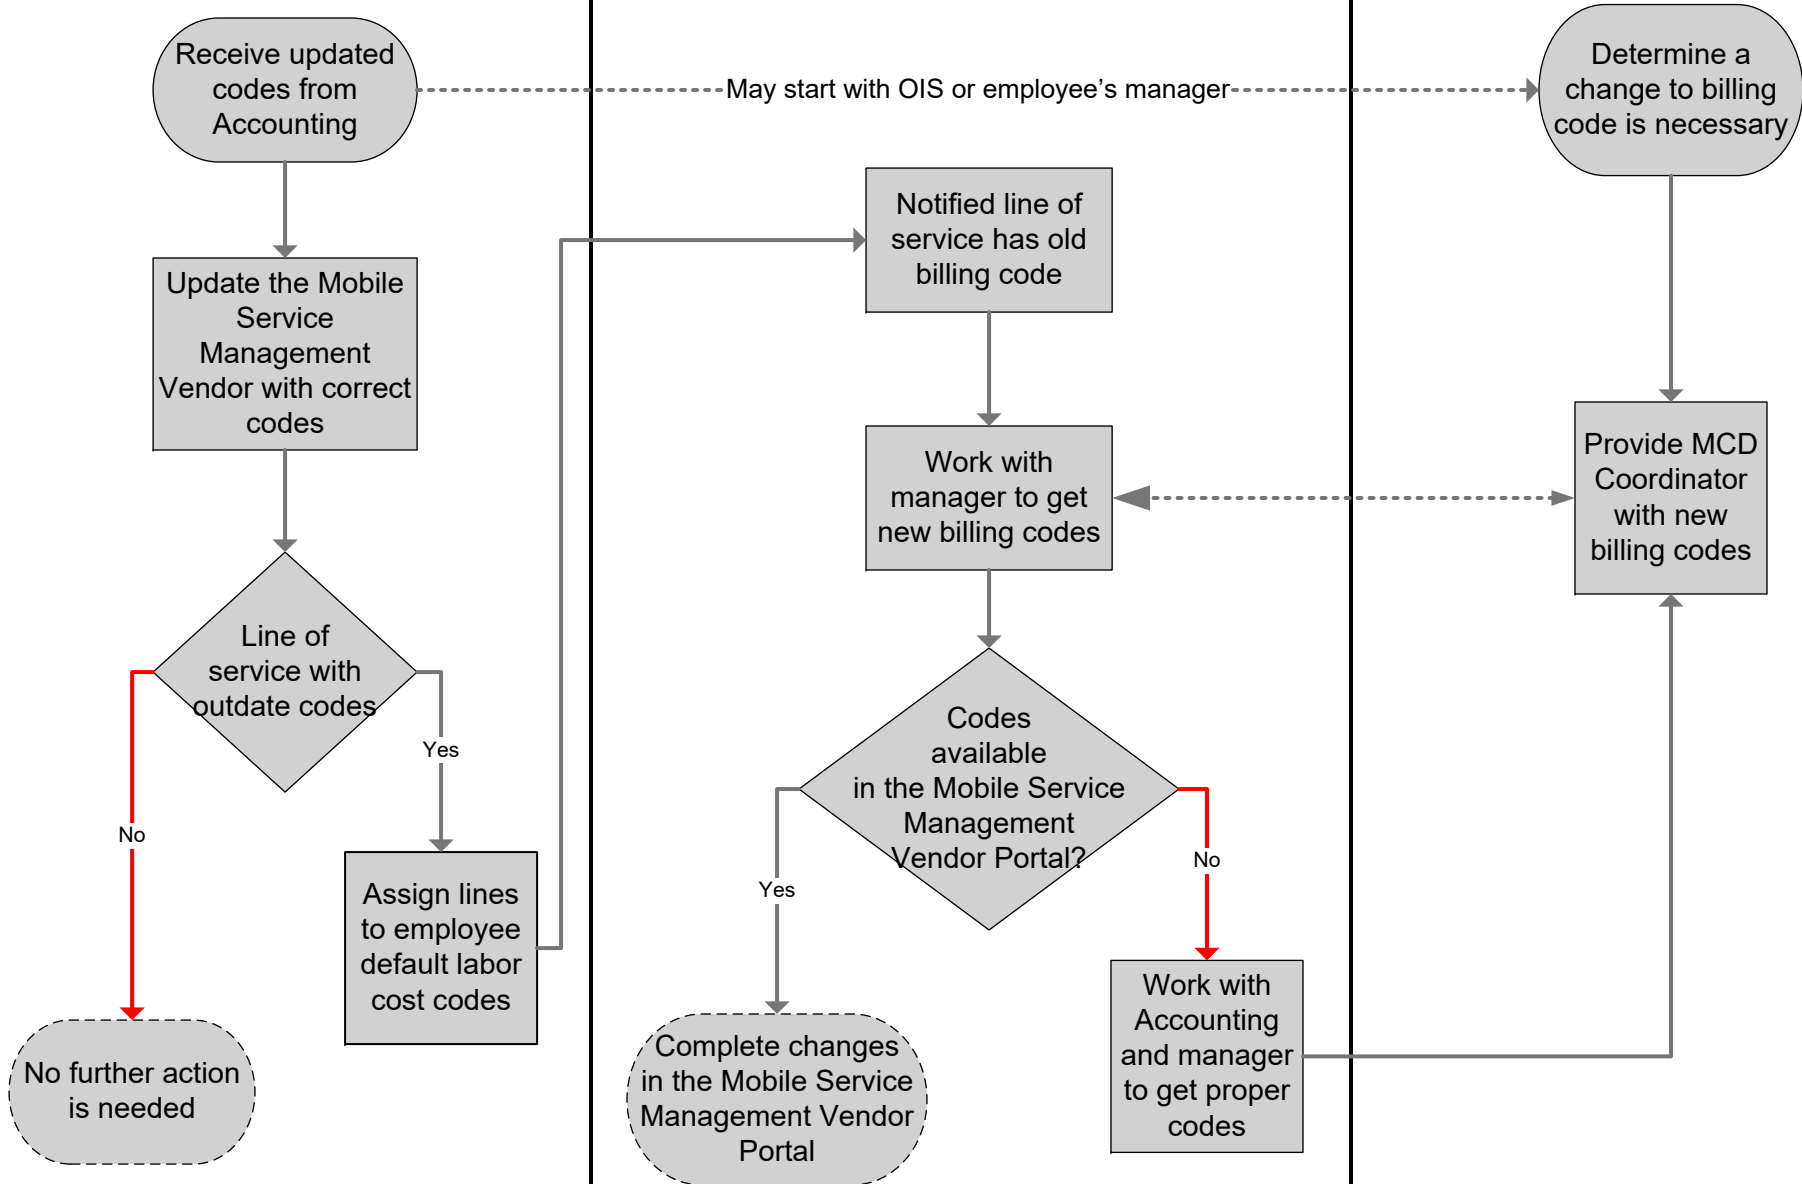 Receive updated
codes from
Accounting
May start with OIS or employee's manager
Determine a
change to billing
code is necessary
Update the Mobile
Service
Management
Vendor with correct
codes
Line of
service with
outdate codes
No
Yes
No further action
is needed
Assign lines
to employee
default labor
cost codes
Notified line of
service has old
billing code
Work with
manager to get
new billing codes
Codes
available
in the Mobile Service
Management
Vendor Portal?
Yes
No
Complete changes
in the Mobile Service
Management Vendor
Portal
Work with
Accounting
and manager
to get proper
codes
Provide MCD
Coordinator
with new
billing codes